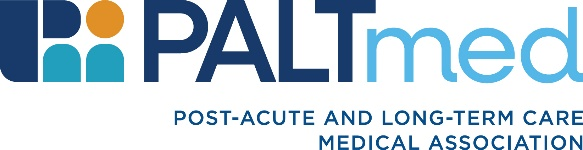 PALTmed
POST-ACUTE AND LONG-TERM CARE
MEDICAL ASSOCIATION